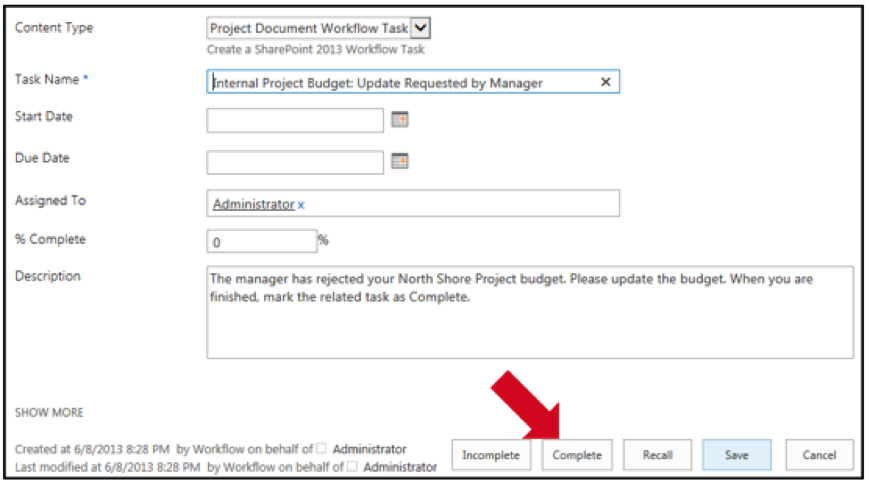 Content Type Project Document Workflow Task
Create a SharePoint 2013 Workflow Task
Task Name * Internal Project Budget: Update Requested by Manager ×
Start Date
Due Date
Assigned To Administrator x
% Complete 0 %
Description The manager has rejected your North Shore Project budget. Please update the budget. When you are
finished, mark the related task as Complete.
SHOW MORE
Created at 6/8/2013 8:28 PM by Workflow on behalf of Administrator
Last modified at 6/8/2013 8:28 PM by Workflow on behalf of Administrator
Incomplete Complete Recall Save Cancel